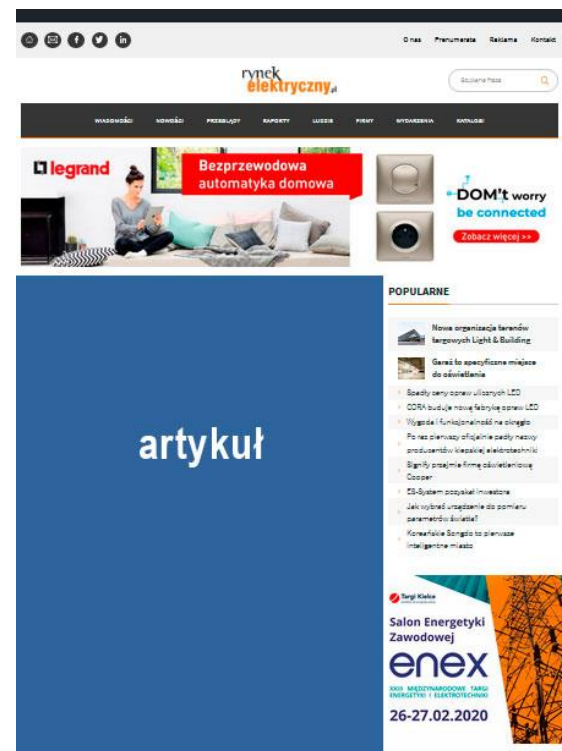 O nas Prenumerata Reklama Kontakt
rynek
elektryczny.pl
Szukana fraza
WIADOMOŚCI NOWOŚCI PRZEGLĄDY RAPORTY LUDZIE FIRMY WYDARZENIA KATALOGI
legrand
Bezprzewodowa
automatyka domowa
DOM't worry
be connected
Zobacz więcej >>
POPULARNE
Nowa organizacja terenów
targowych Light & Building
Garaż to specyficzne miejsce
do oświetlenia
Spadły ceny opraw ulicznych LED
CORA buduje nową fabrykę opraw LED
Wygoda i funkcjonalność na okrągło
Po raz pierwszy oficjalnie padły nazwy
producentów kiepskiej elektrotechniki
Signify przejmie firmę oświetleniową
Cooper
ES-System pozyskał inwestora
Jak wybrać urządzenie do pomiaru
parametrów światła?
Koreańskie Songdo to pierwsze
inteligentne miasto
artykuł
Targi Kielce
Salon Energetyki
Zawodowej
enex
XXIII MIĘDZYNARODOWE TARGI
ENERGETYKI I ELEKTROTECHNIKI
26-27.02.2020